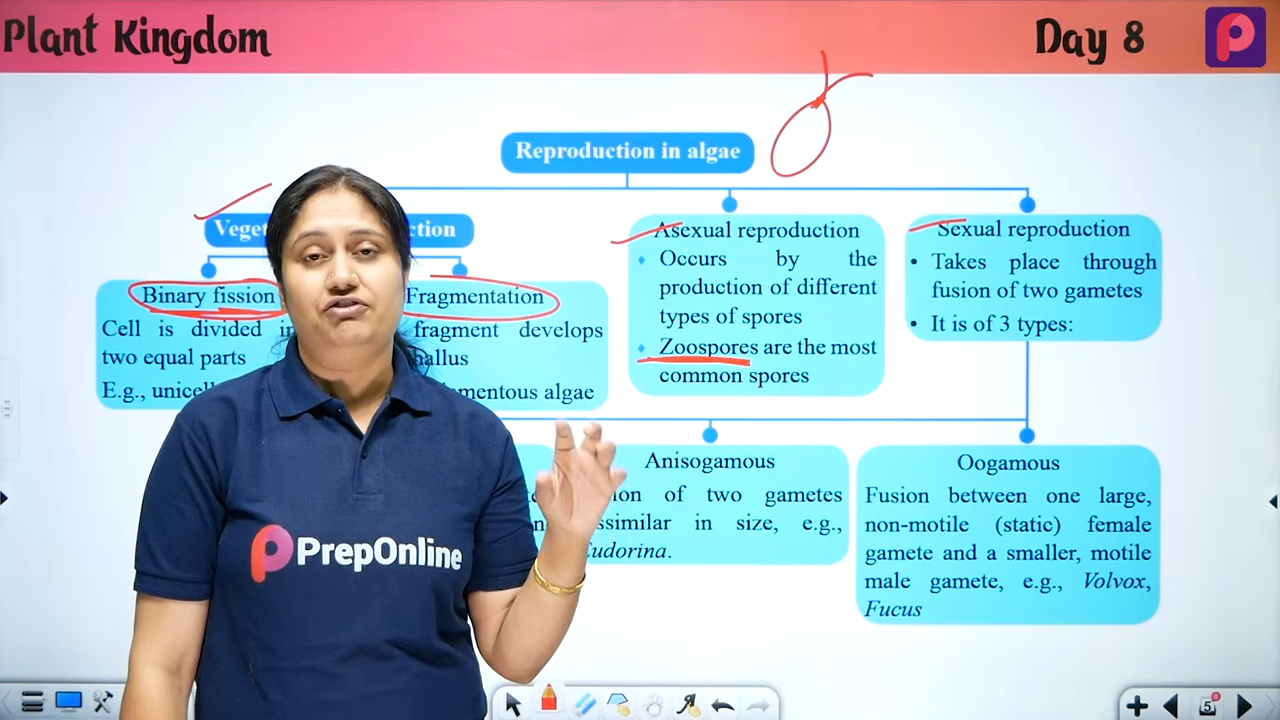 Plant Kingdom
Day 8
Reproduction in algae
Asexual reproduction
Occurs by the
production of different
types of spores
Zoospores are the most
common spores
Sexual reproduction
Takes place through
fusion of two gametes
It is of 3 types:
Binary fission
Cell is divided
two equal parts
E.g.,
Fragmentation
fragment develops
algae
Anisogamous
of two gametes
in size, e.g.,
Eudorina.
Oogamous
Fusion between one large,
non-motile (static) female
gamete and a smaller, motile
male gamete, e.g., Volvox,
Fucus
PrepOnline
5